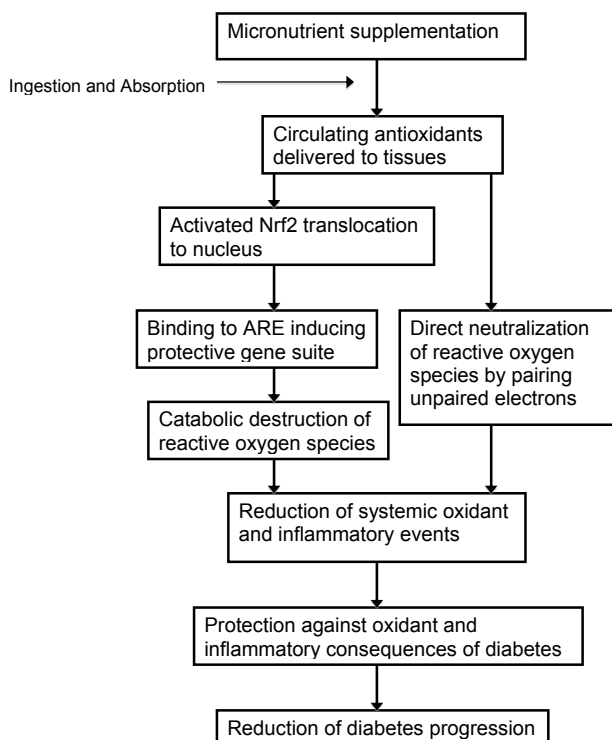 Micronutrient supplementation
Ingestion and Absorption
Circulating antioxidants
delivered to tissues
Activated Nrf2 translocation
to nucleus
Binding to ARE inducing
protective gene suite
Direct neutralization
of reactive oxygen
species by pairing
unpaired electrons
Catabolic destruction of
reactive oxygen species
Reduction of systemic oxidant
and inflammatory events
Protection against oxidant and
inflammatory consequences of diabetes
Reduction of diabetes progression